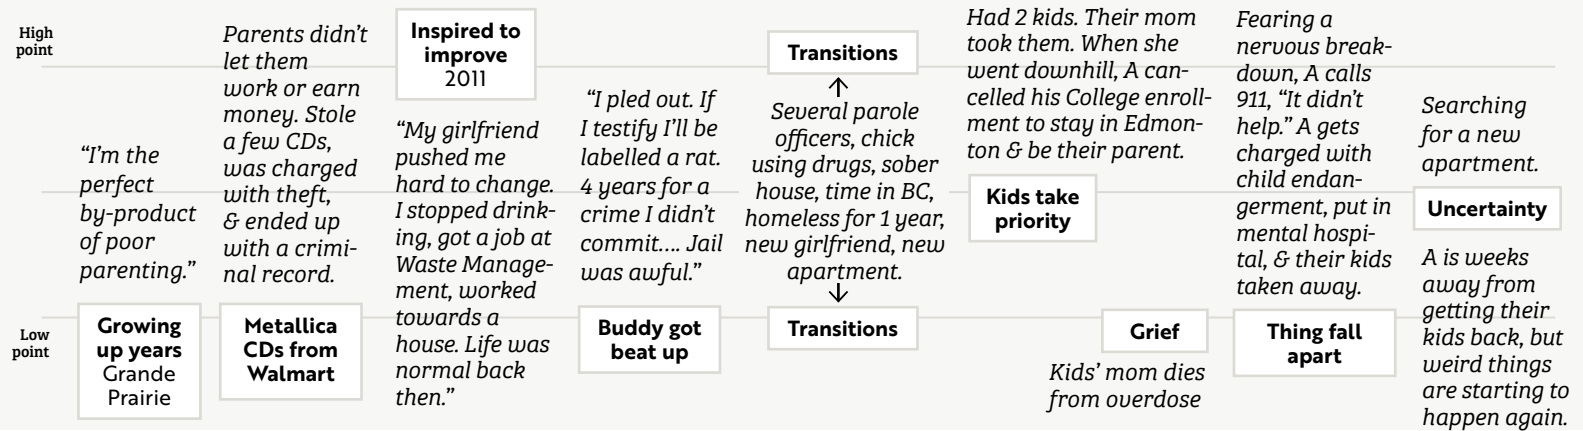 High
point
Low
point
“I’m the
perfect
by-product
of poor
parenting.”
Growing
up years
Grande
Prairie
Parents didn’t
let them
work or earn
money. Stole
a few CDs,
was charged
with theft,
& ended up
with a crimi-
nal record.
Metallica
CDs from
Walmart
Inspired to
improve
2011
“My girlfriend
pushed me
hard to change.
I stopped drink-
ing, got a job at
Waste Manage-
ment, worked
towards a
house. Life was
normal back
then.”
“I pled out. If
I testify I’ll be
labelled a rat.
4 years for a
crime I didn’t
commit.... Jail
was awful.”
Buddy got
beat up
Transitions
Several parole
officers, chick
using drugs, sober
house, time in BC,
homeless for 1 year,
new girlfriend, new
apartment.
Transitions
Had 2 kids. Their mom
took them. When she
went downhill, A can-
celled his College enroll-
ment to stay in Edmon-
ton & be their parent.
Kids take
priority
Grief
Kids’ mom dies
from overdose
Fearing a
nervous break-
down, A calls
911, “It didn’t
help.” A gets
charged with
child endan-
germent, put in
mental hospi-
tal, & their kids
taken away.
Thing fall
apart
Searching
for a new
apartment.
Uncertainty
A is weeks
away from
getting their
kids back, but
weird things
are starting to
happen again.